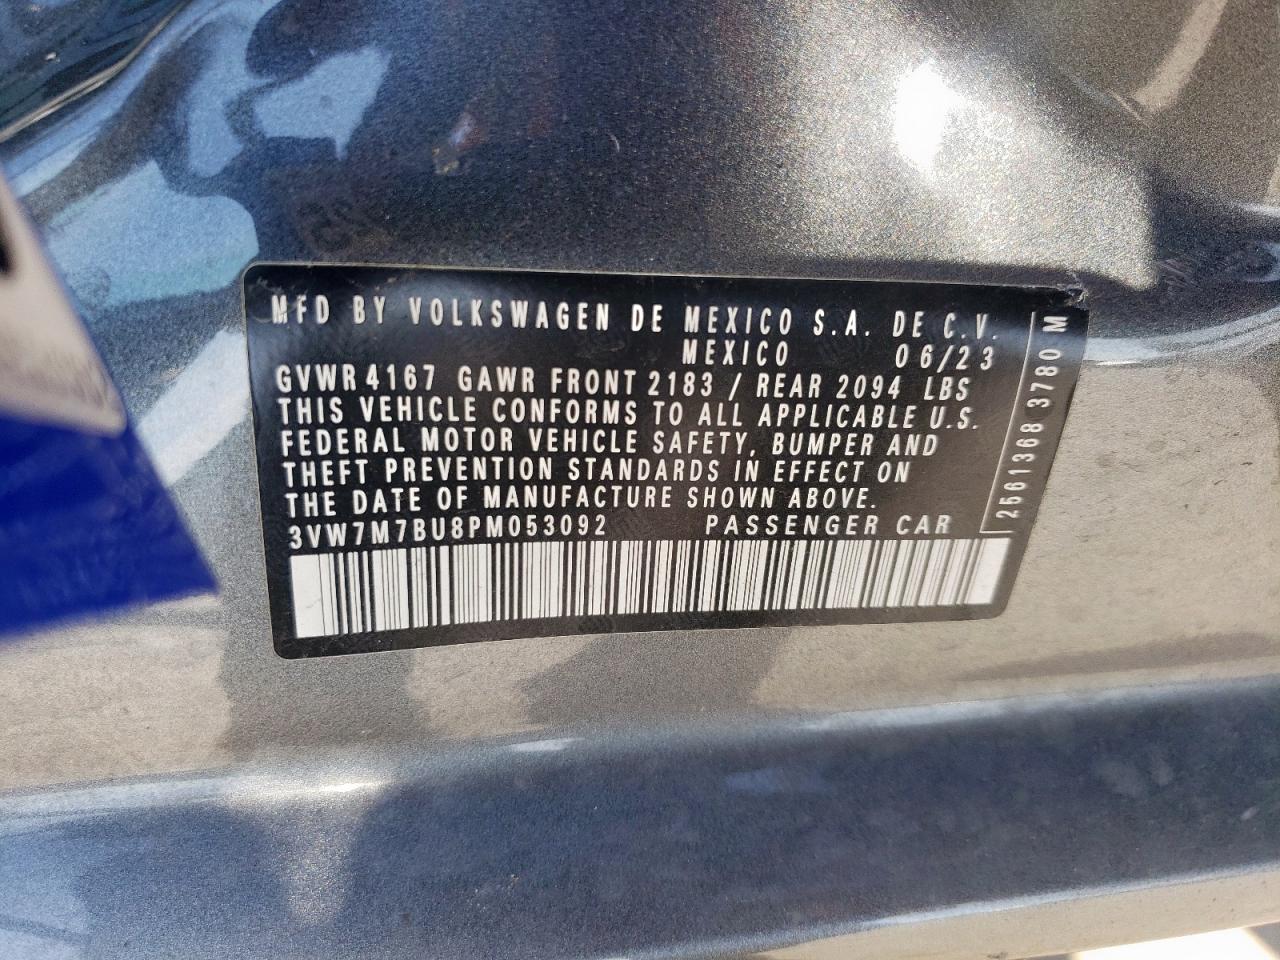 MFD BY VOLKSWAGEN DE MEXICO S.A. DE C.V.
MEXICO 06/23
GVWR 4167 GAWR FRONT 2183 / REAR 2094 LBS
THIS VEHICLE CONFORMS TO ALL APPLICABLE U.S.
FEDERAL MOTOR VEHICLE SAFETY, BUMPER AND
THEFT PREVENTION STANDARDS IN EFFECT ON
THE DATE OF MANUFACTURE SHOWN ABOVE.
3VW7M7BU8PM053092 PASSENGER CAR
2561368 3780 M